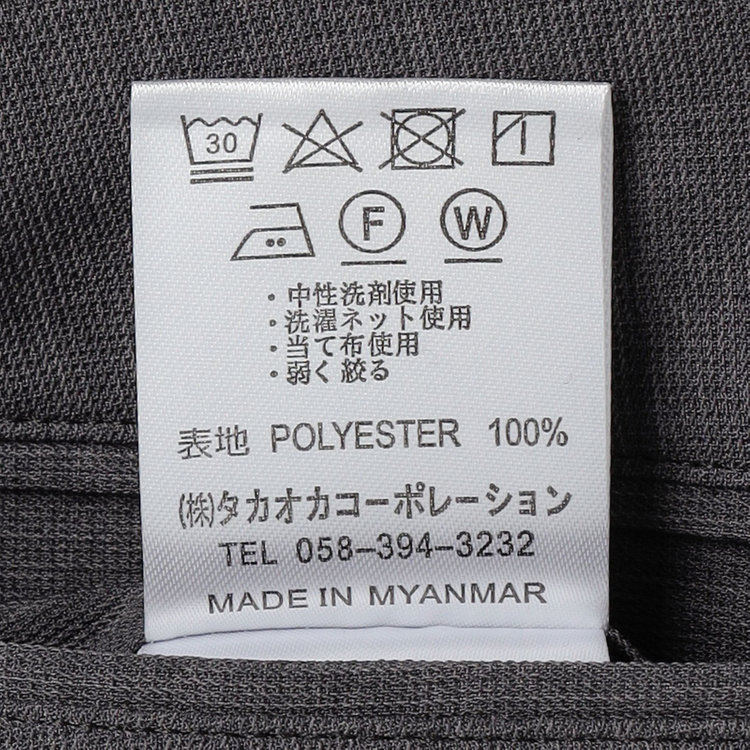 30
F W
・中性洗剤使用
・洗濯ネット使用
・当て布使用
・弱く絞る
表地 POLYESTER 100%
(株)タカオカコーポレーション
TEL 058–394–3232
MADE IN MYANMAR